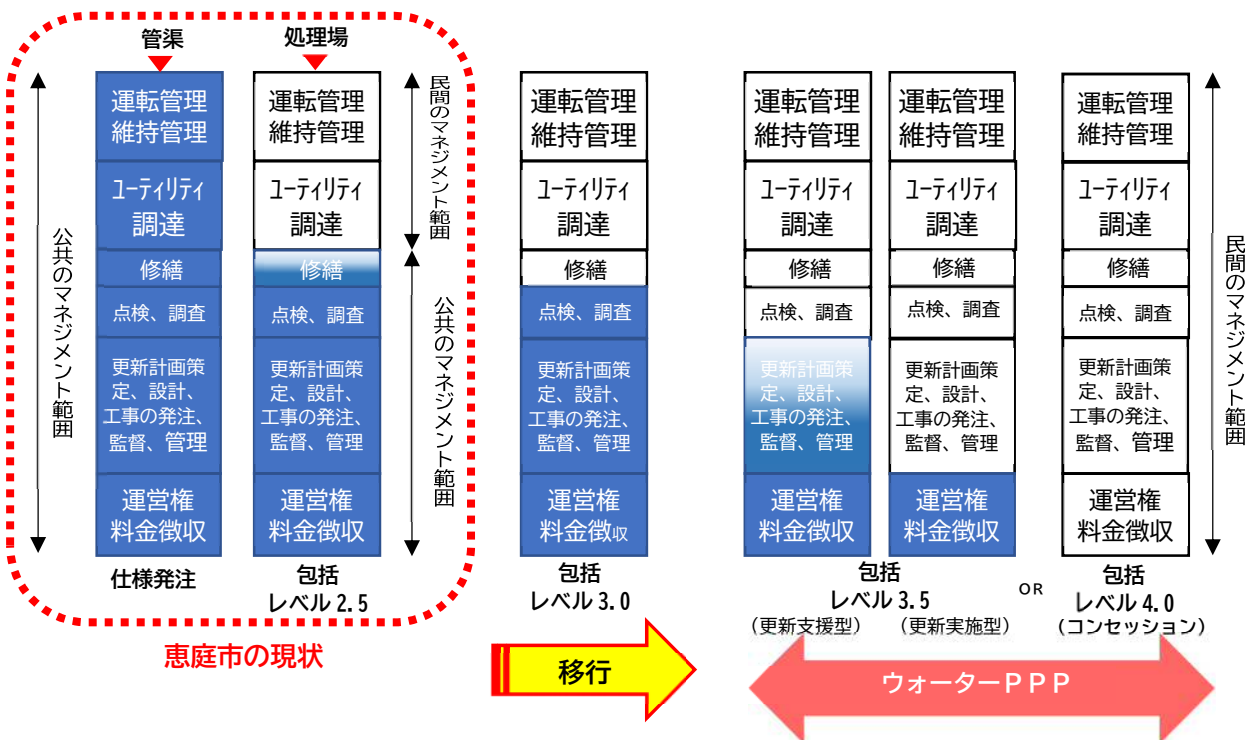 管渠
処理場
公共のマネジメント範囲
運転管理
維持管理
ユーティリティ
調達
修繕
点検、調査
更新計画策
定、設計、
工事の発注、
監督、管理
運営権
料金徴収
仕様発注
運転管理
維持管理
ユーティリティ
調達
修繕
点検、調査
更新計画策
定、設計、
工事の発注、
監督、管理
運営権
料金徴収
包括
レベル2.5
民間のマネジメント範囲
公共のマネジメント範囲
恵庭市の現状
運転管理
維持管理
ユーティリティ
調達
修繕
点検、調査
更新計画策
定、設計、
工事の発注、
監督、管理
運営権
料金徴収
包括
レベル3.0
移行
運転管理
維持管理
ユーティリティ
調達
修繕
点検、調査
更新計画策
定、設計、
工事の発注、
監督、管理
運営権
料金徴収
運転管理
維持管理
ユーティリティ
調達
修繕
点検、調査
更新計画策
定、設計、
工事の発注、
監督、管理
運営権
料金徴収
包括
レベル3.5
(更新支援型)
(更新実施型)
OR
運転管理
維持管理
ユーティリティ
調達
修繕
点検、調査
更新計画策
定、設計、
工事の発注、
監督、管理
運営権
料金徴収
包括
レベル4.0
(コンセッション)
民間のマネジメント範囲
ウォーターPPP